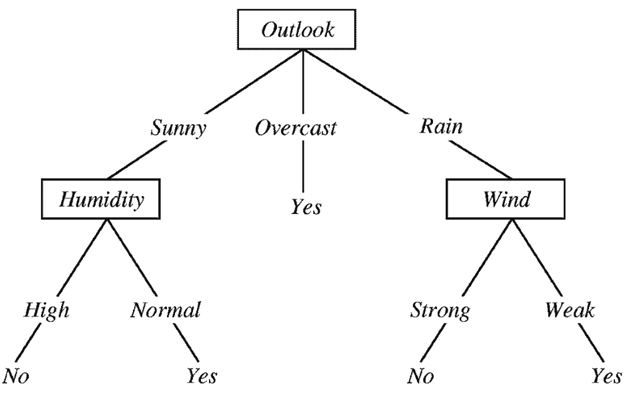 Outlook
Sunny Overcast Rain
Humidity Yes Wind
High Normal Strong Weak
No Yes No Yes